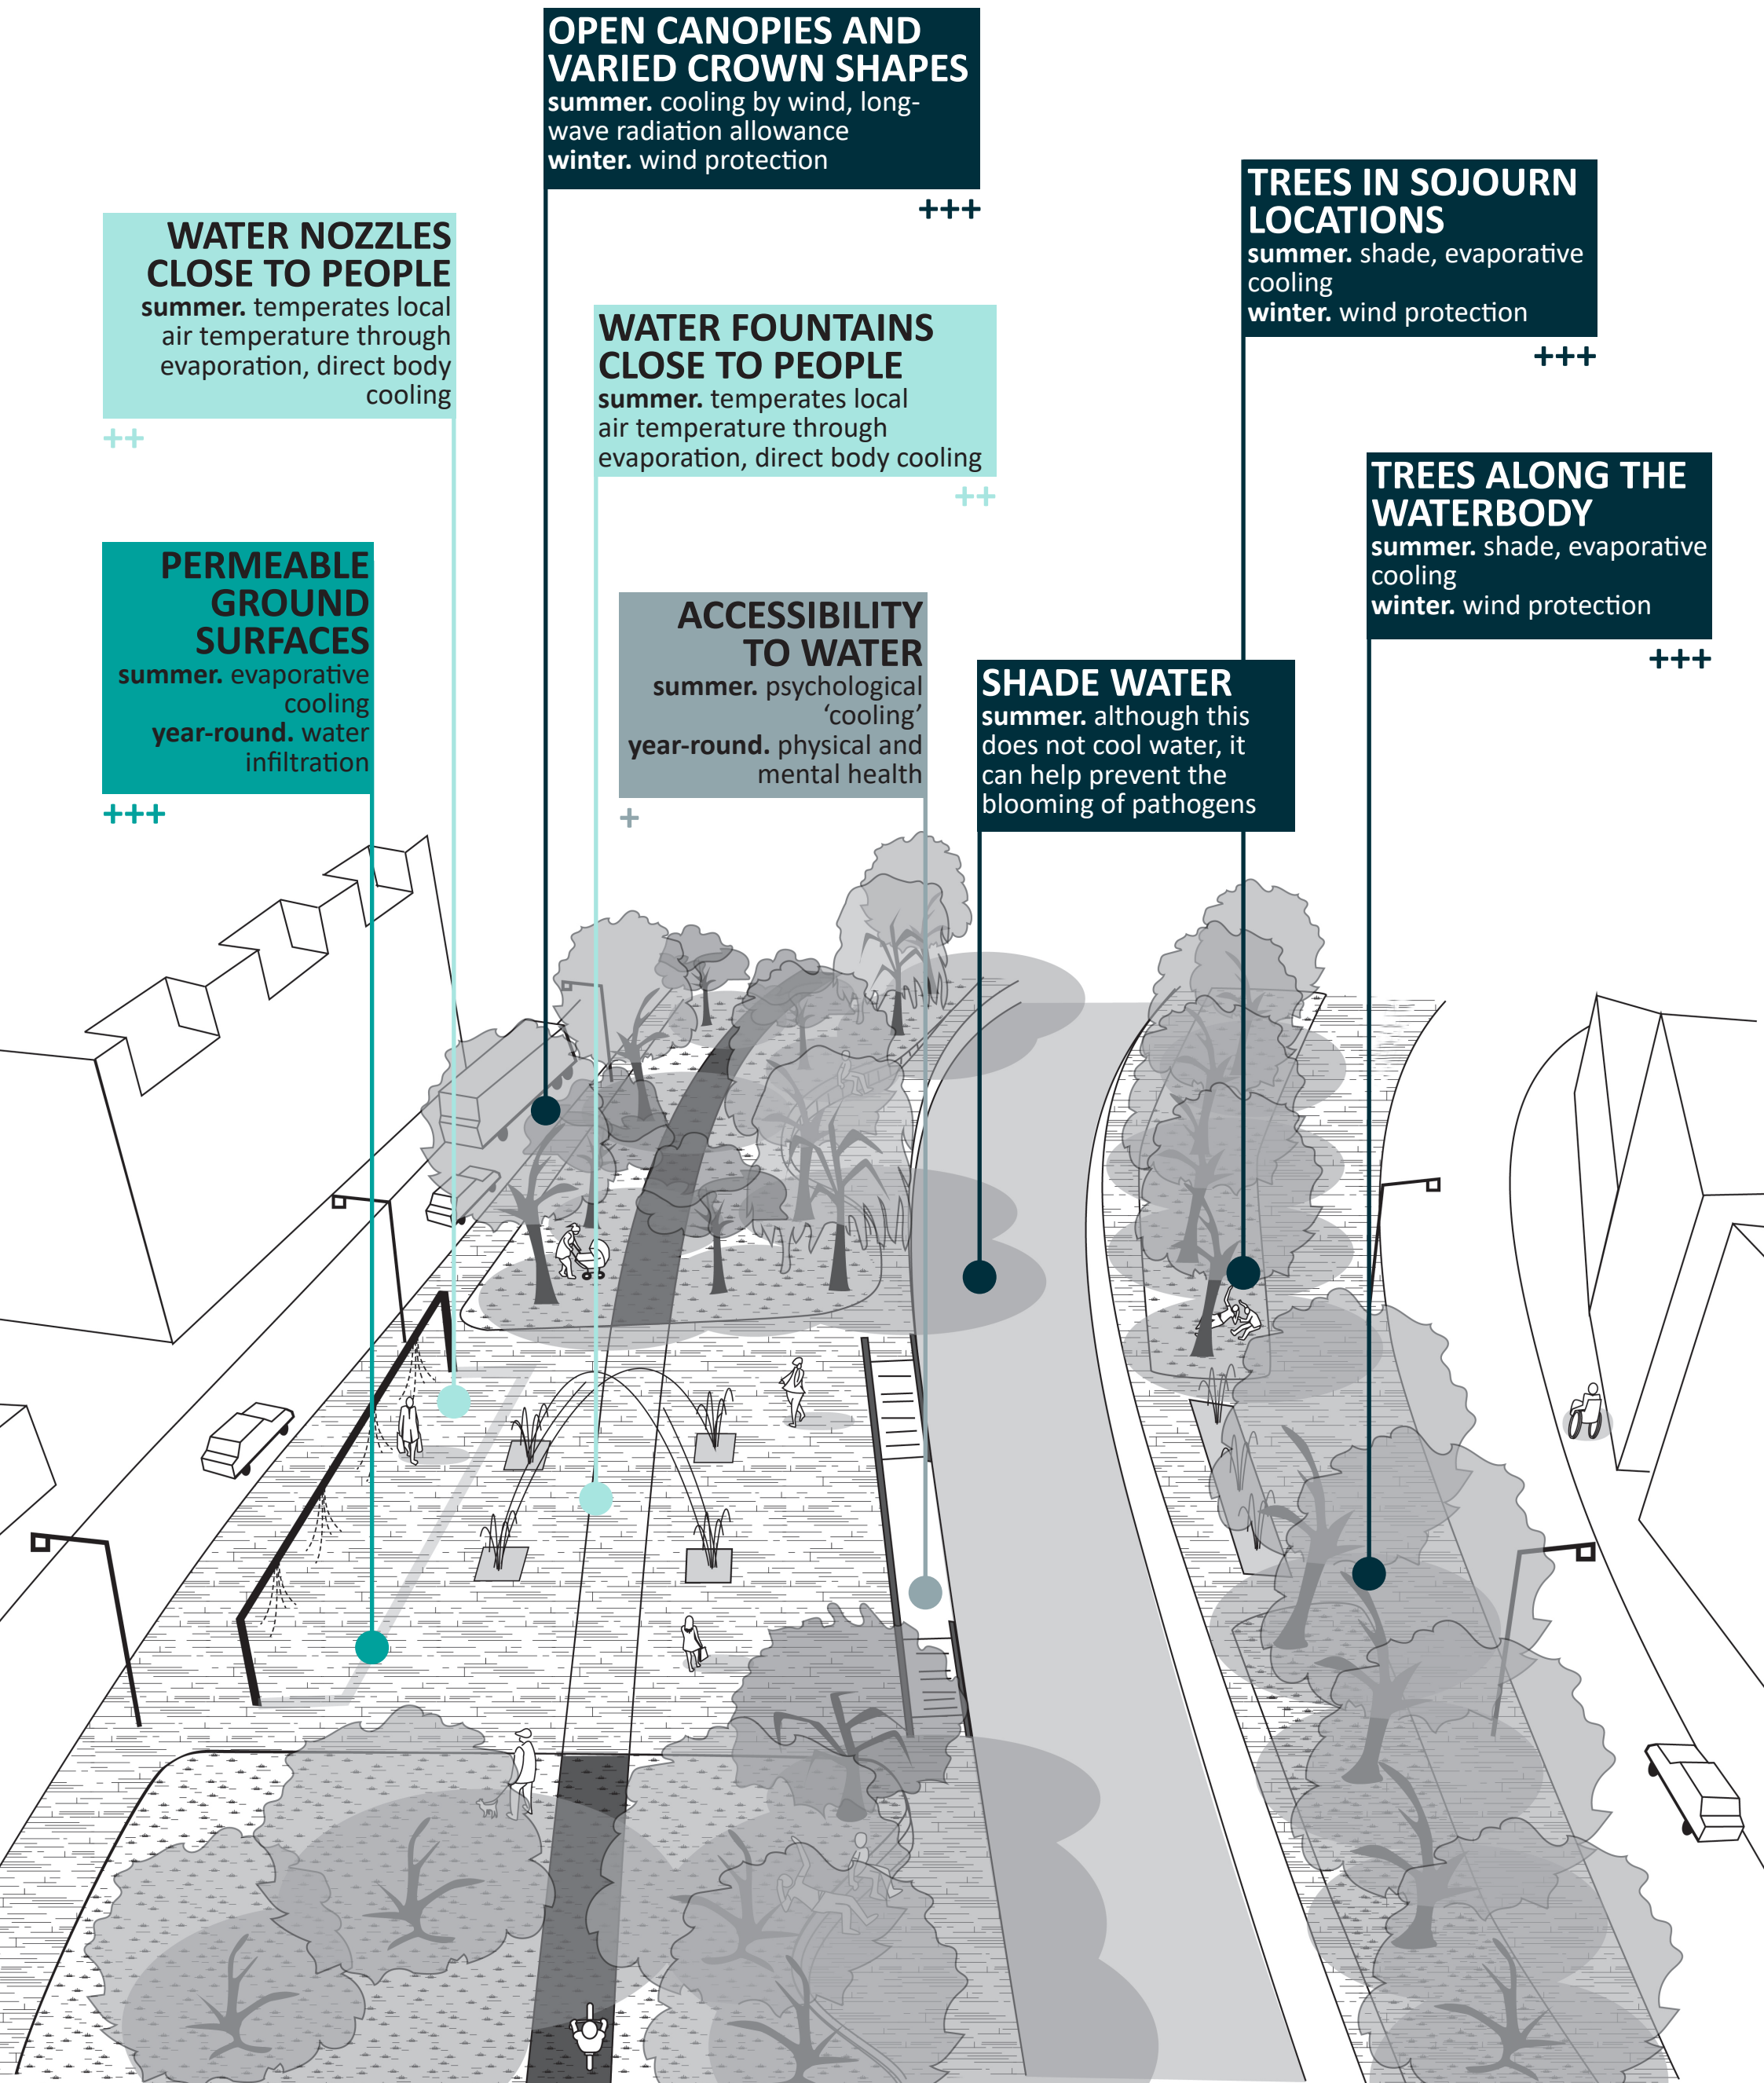 OPEN CANOPIES AND
VARIED CROWN SHAPES
summer. cooling by wind, long-
wave radiation allowance
winter. wind protection
+++
TREES IN SOJOURN
LOCATIONS
summer. shade, evaporative
cooling
winter. wind protection
+++
WATER NOZZLES
CLOSE TO PEOPLE
summer. temperates local
air temperature through
evaporation, direct body
cooling
++
WATER FOUNTAINS
CLOSE TO PEOPLE
summer. temperates local
air temperature through
evaporation, direct body cooling
++
TREES ALONG THE
WATERBODY
summer. shade, evaporative
cooling
winter. wind protection
+++
PERMEABLE
GROUND
SURFACES
summer. evaporative
cooling
year-round. water
infiltration
+++
ACCESSIBILITY
TO WATER
summer. psychological
‘cooling’
year-round. physical and
mental health
+
SHADE WATER
summer. although this
does not cool water, it
can help prevent the
blooming of pathogens